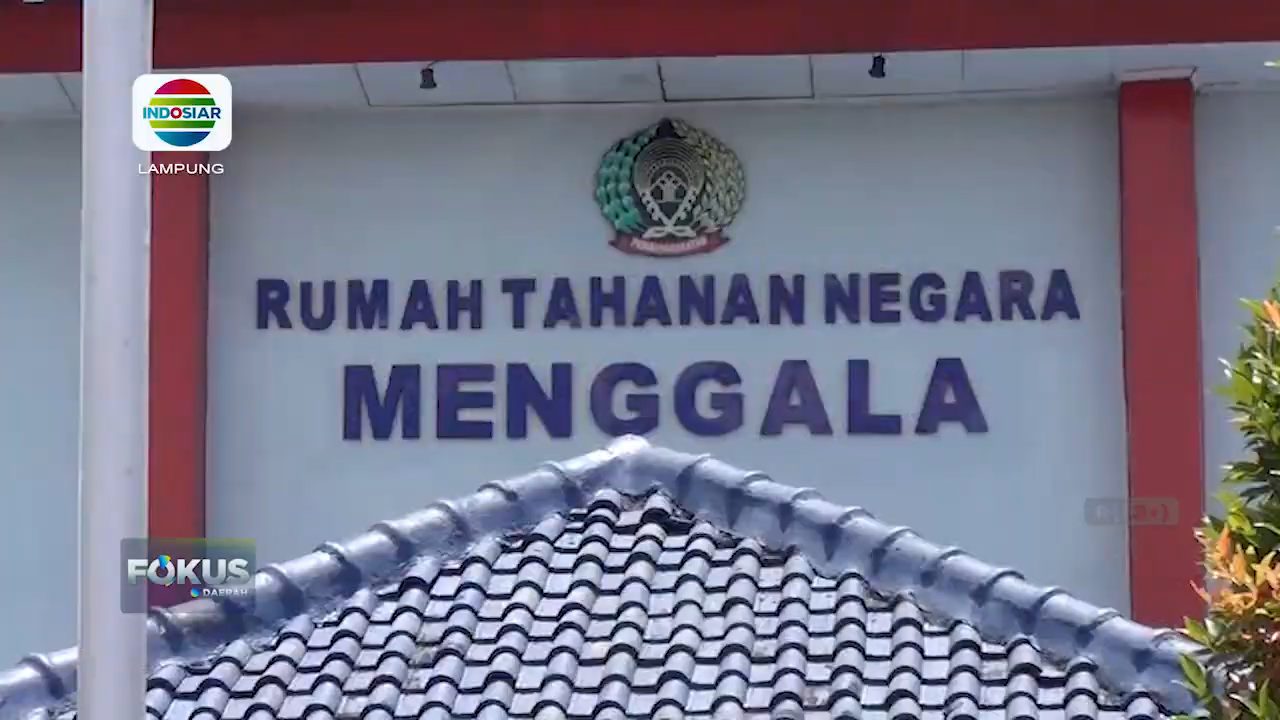 INDOSIAR
LAMPUNG
RUMAH TAHANAN NEGARA
MENGGALA
FOKUS
DAERAH